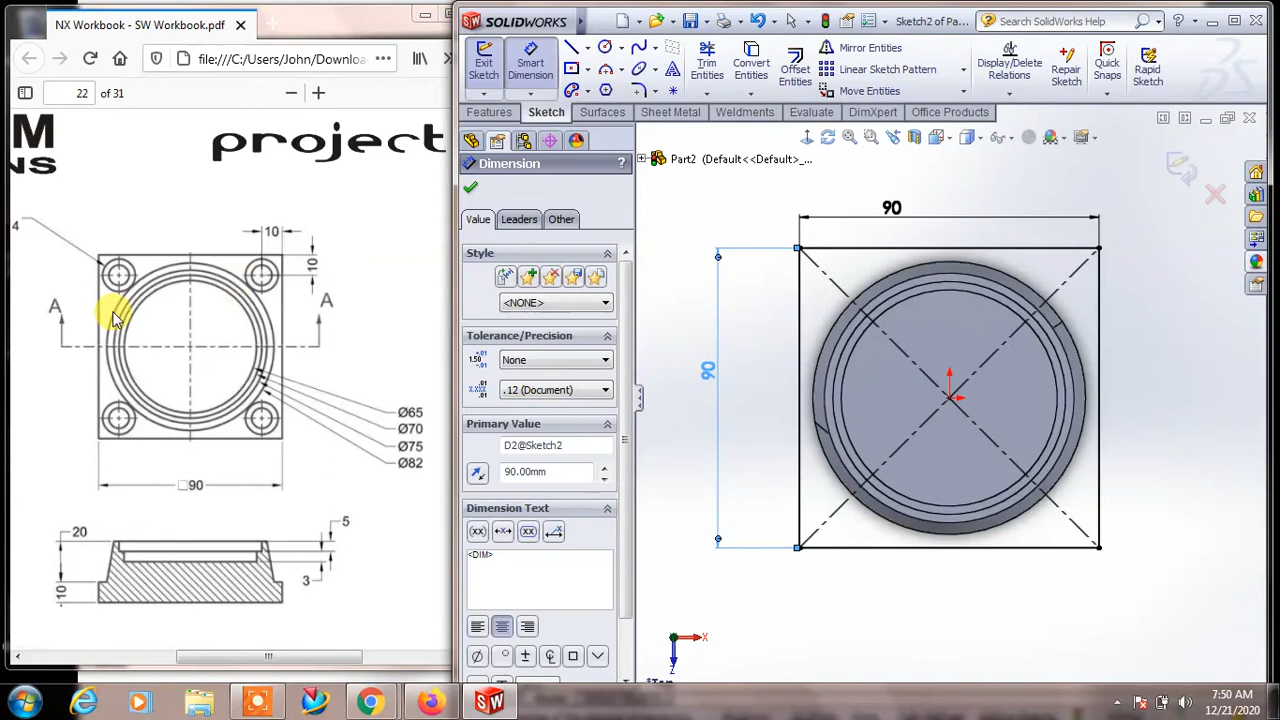 NX Workbook - SW Workbook.pdf
file:///C:/Users/John/Downloa
22 of 31
M
NS
project
4
10
10
A
A
Ø65
Ø70
Ø75
Ø82
□90
20
5
3
10
SOLIDWORKS
Sketch2 of Pa...
Search SolidWorks Help
Exit Sketch
Smart Dimension
Trim Entities
Convert Entities
Offset Entities
Mirror Entities
Linear Sketch Pattern
Move Entities
Display/Delete Relations
Repair Sketch
Quick Snaps
Rapid Sketch
Features
Sketch
Surfaces
Sheet Metal
Weldments
Evaluate
DimXpert
Office Products
Dimension
?
Value
Leaders
Other
Style
<NONE>
Tolerance/Precision
None
.12 (Document)
Primary Value
D2@Sketch2
90.00mm
Dimension Text
<DIM>
Part2 (Default<<Default>_...
90
90
X
Z
7:50 AM
12/21/2020